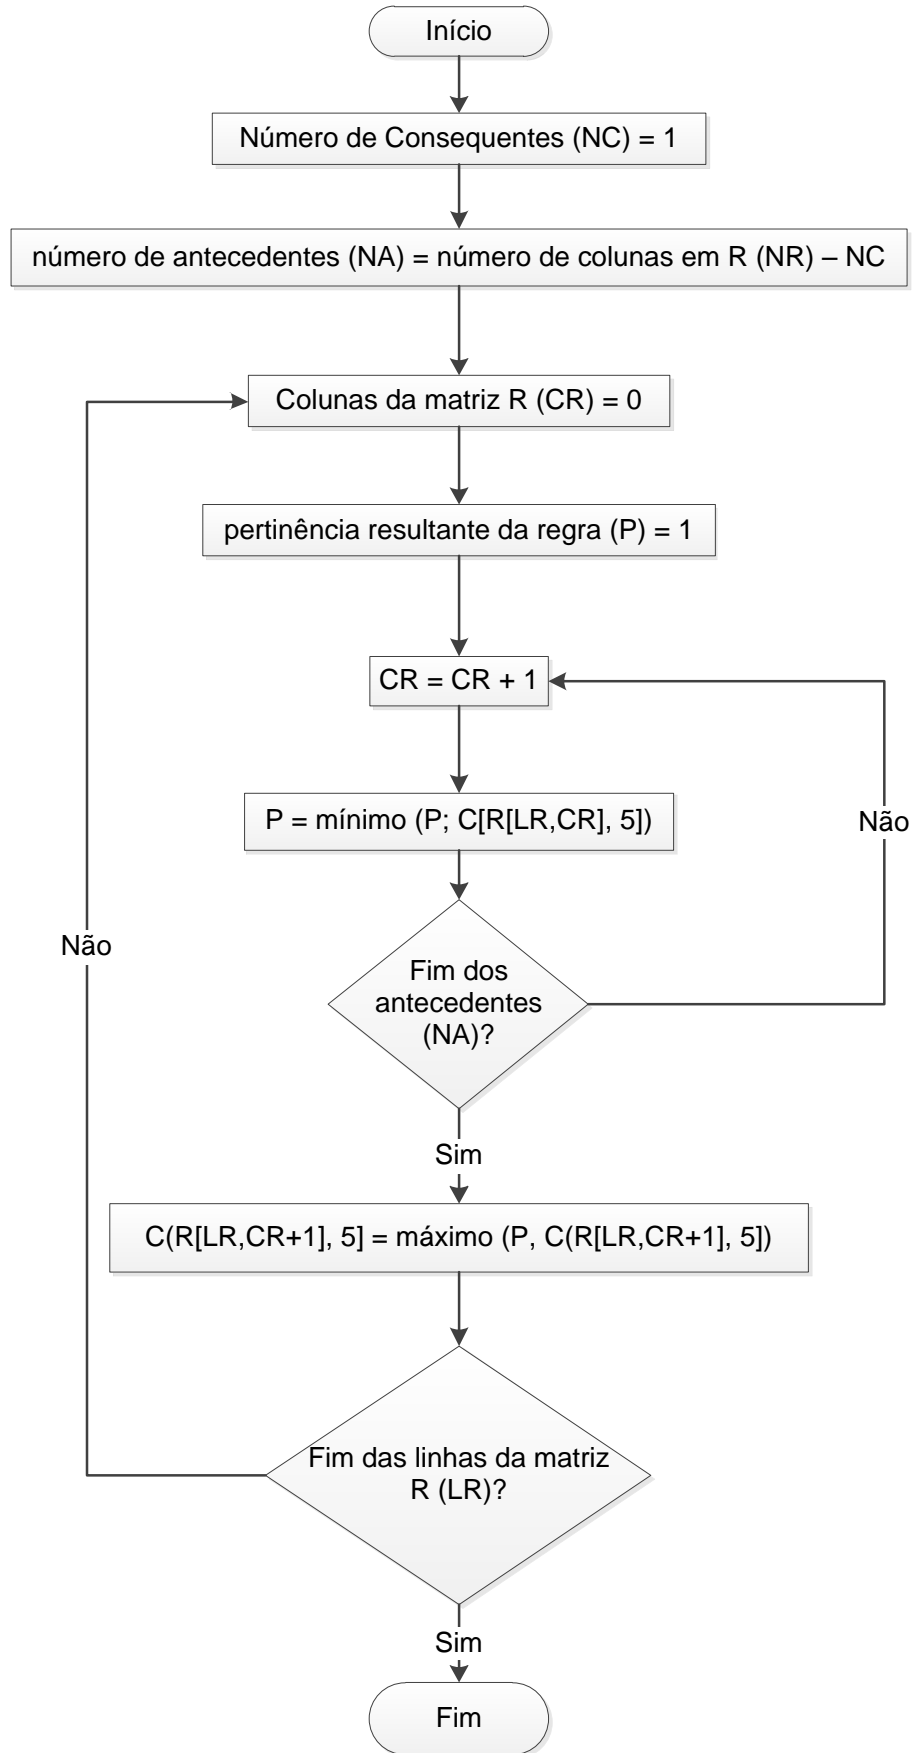 Início
Número de Consequentes (NC) = 1
número de antecedentes (NA) = número de colunas em R (NR) – NC
Colunas da matriz R (CR) = 0
pertinência resultante da regra (P) = 1
CR = CR + 1
P = mínimo (P; C[R[LR,CR], 5])
Não
Não
Fim dos
antecedentes
(NA)?
Sim
C(R[LR,CR+1], 5] = máximo (P, C(R[LR,CR+1], 5])
Fim das linhas da matriz
R (LR)?
Sim
Fim